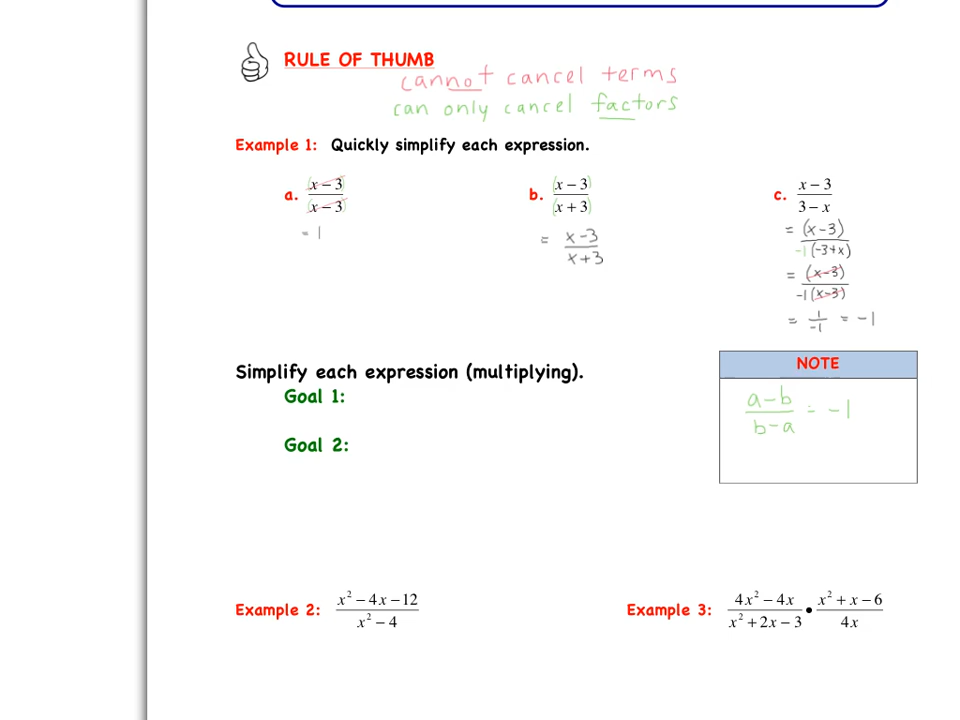 RULE OF THUMB
cannot cancel terms
can only cancel factors
Example 1: Quickly simplify each expression.
a. (x – 3) / (x – 3)
= 1
b. (x – 3) / (x + 3)
= x-3 / x+3
c. x – 3 / 3 – x
= (x-3) / -1(-3+x)
= (x-3) / -1(x-3)
= 1 / -1 = -1
Simplify each expression (multiplying).
Goal 1:
Goal 2:
NOTE
a-b / b-a = -1
Example 2: x² – 4x – 12 / x² – 4
Example 3: 4x² – 4x / x² + 2x – 3 • x² + x – 6 / 4x